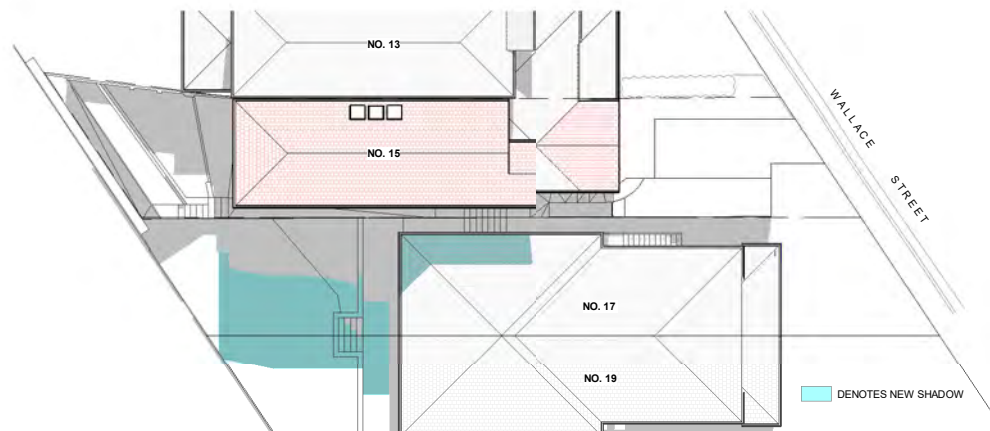 NO. 13
WALLACE
STREET
NO. 15
NO. 17
NO. 19
DENOTES NEW SHADOW